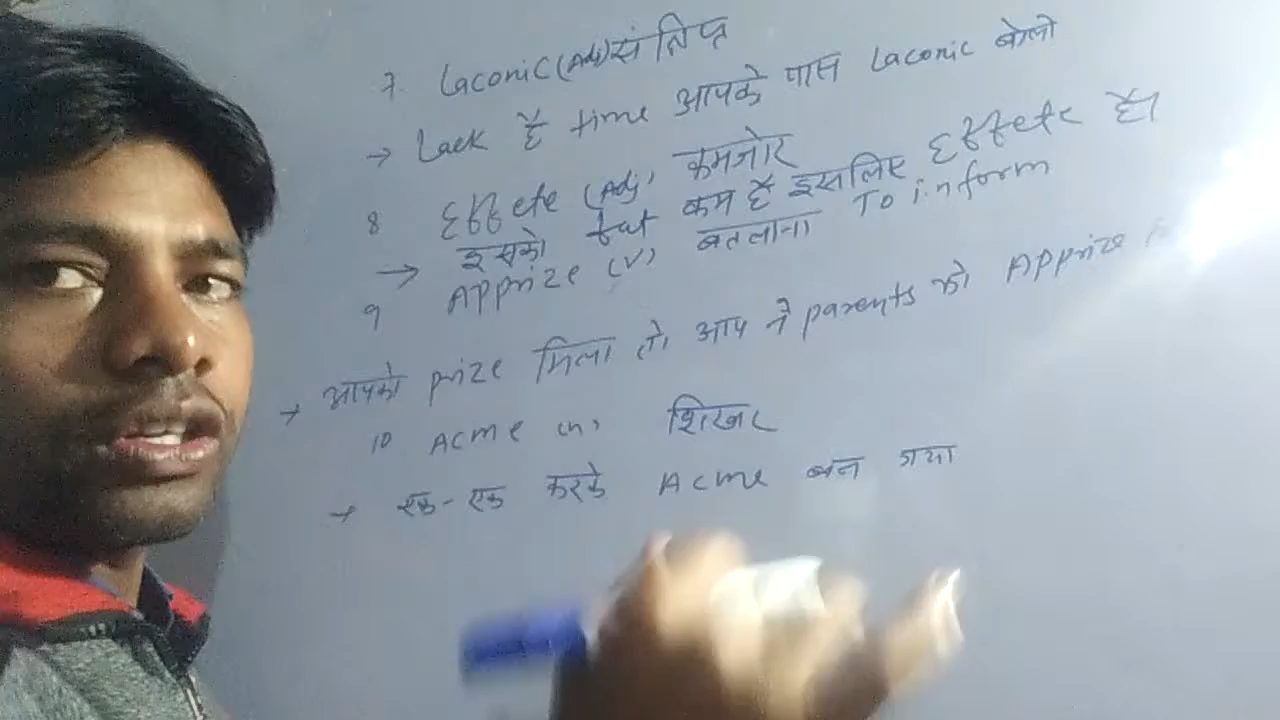 7. Laconic (Adj) संक्षिप्त
→ Lack है time आपके पास Laconic बोलो
8 Effete (Adj, कमजोर
→ इसको fat कम है इसलिए Effete है।
9 Apprize (V) बतलाना To inform
→ आपको prize मिला तो आप ने parents को Apprize
10 Acme (n) शिखर
→ एक-एक करके Acme बन गया